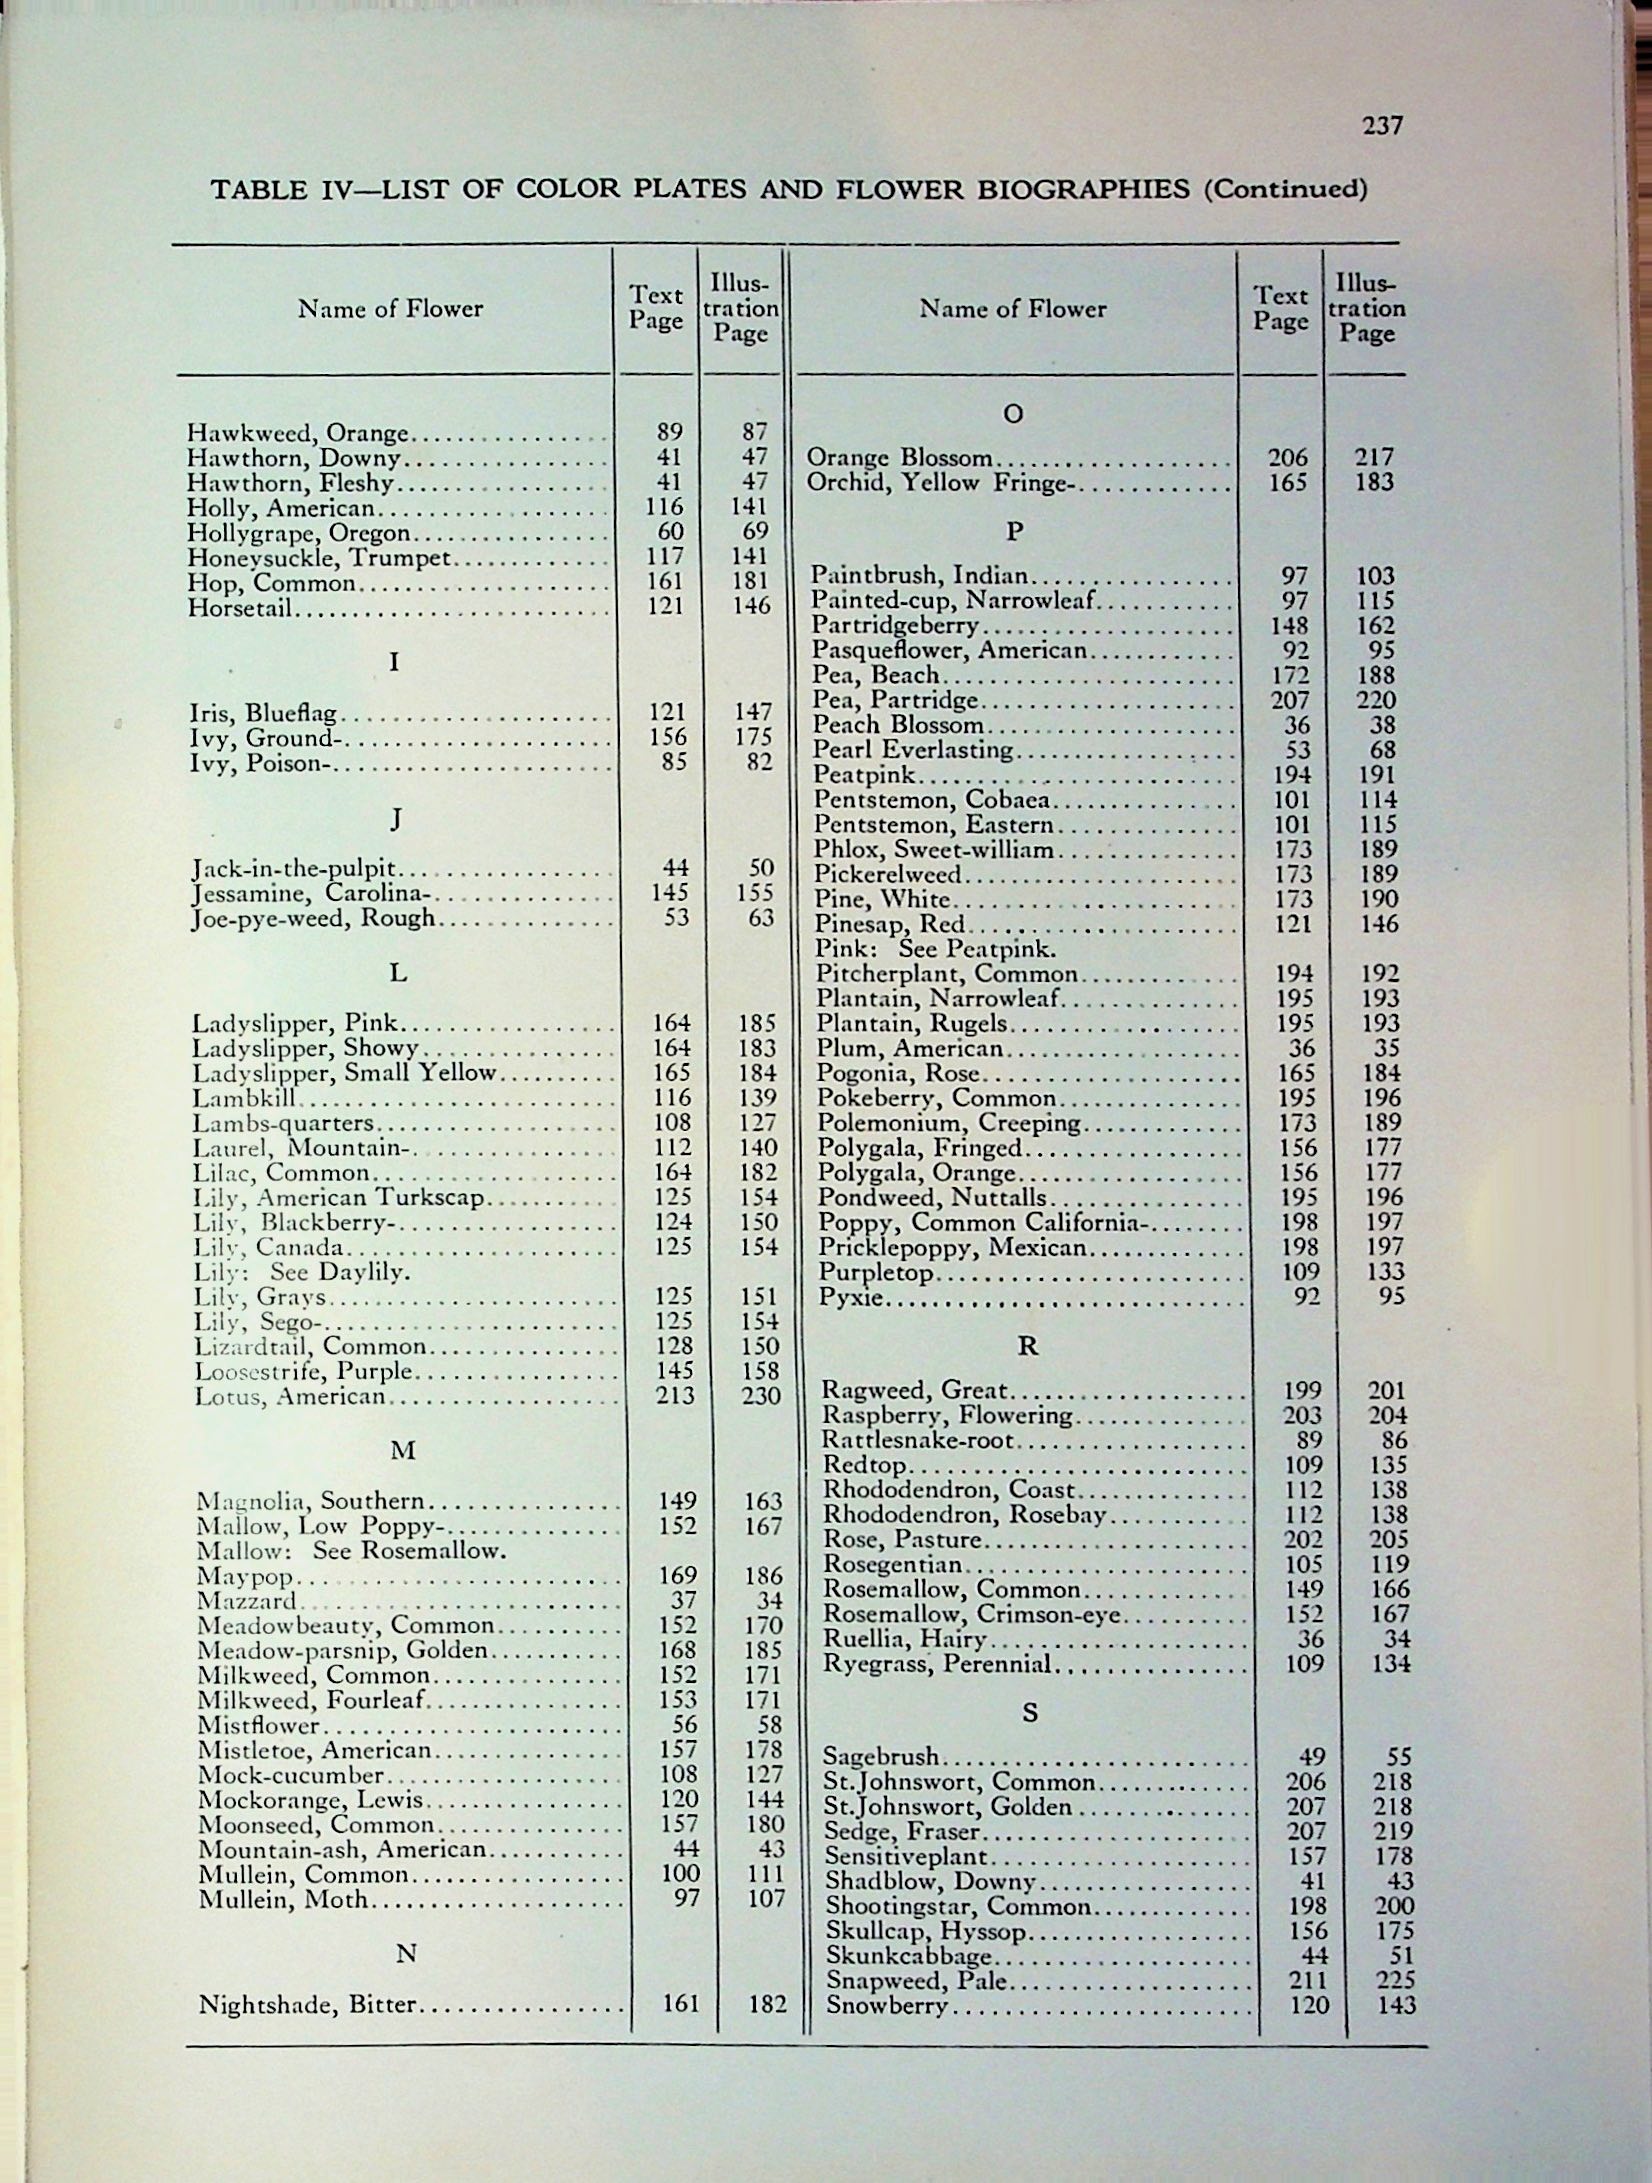 237
TABLE IV—LIST OF COLOR PLATES AND FLOWER BIOGRAPHIES (Continued)
Name of Flower
Text
Page
Illus-
tration
Page
Hawkweed, Orange................ 89 87
Hawthorn, Downy................. 41 47
Hawthorn, Fleshy................. 41 47
Holly, American................... 116 141
Hollygrape, Oregon................ 60 69
Honeysuckle, Trumpet............. 117 141
Hop, Common..................... 161 181
Horsetail.......................... 121 146
I
Iris, Blueflag...................... 121 147
Ivy, Ground-...................... 156 175
Ivy, Poison-....................... 85 82
J
Jack-in-the-pulpit.................. 44 50
Jessamine, Carolina-............... 145 155
Joe-pye-weed, Rough.............. 53 63
L
Ladyslipper, Pink.................. 164 185
Ladyslipper, Showy................ 164 183
Ladyslipper, Small Yellow.......... 165 184
Lambkill.......................... 116 139
Lambs-quarters.................... 108 127
Laurel, Mountain-................. 112 140
Lilac, Common.................... 164 182
Lily, American Turkscap........... 125 154
Lily, Blackberry-.................. 124 150
Lily, Canada...................... 125 154
Lily: See Daylily.
Lily, Grays........................ 125 151
Lily, Sego-........................ 125 154
Lizardtail, Common................ 128 150
Loosestrife, Purple................. 145 158
Lotus, American................... 213 230
M
Magnolia, Southern................ 149 163
Mallow, Low Poppy-............... 152 167
Mallow: See Rosemallow.
Maypop........................... 169 186
Mazzard........................... 37 34
Meadowbeauty, Common........... 152 170
Meadow-parsnip, Golden........... 168 185
Milkweed, Common................ 152 171
Milkweed, Fourleaf................ 153 171
Mistflower......................... 56 58
Mistletoe, American................ 157 178
Mock-cucumber.................... 108 127
Mockorange, Lewis................ 120 144
Moonseed, Common............... 157 180
Mountain-ash, American............ 44 43
Mullein, Common.................. 100 111
Mullein, Moth..................... 97 107
N
Nightshade, Bitter................. 161 182
Name of Flower
Text
Page
Illus-
tration
Page
O
Orange Blossom................... 206 217
Orchid, Yellow Fringe-............. 165 183
P
Paintbrush, Indian................. 97 103
Painted-cup, Narrowleaf........... 97 115
Partridgeberry..................... 148 162
Pasqueflower, American............ 92 95
Pea, Beach........................ 172 188
Pea, Partridge..................... 207 220
Peach Blossom..................... 36 38
Pearl Everlasting................... 53 68
Peatpink........................... 194 191
Pentstemon, Cobaea................ 101 114
Pentstemon, Eastern............... 101 115
Phlox, Sweet-william............... 173 189
Pickerelweed....................... 173 189
Pine, White........................ 173 190
Pinesap, Red....................... 121 146
Pink: See Peatpink.
Pitcherplant, Common............. 194 192
Plantain, Narrowleaf............... 195 193
Plantain, Rugels................... 195 193
Plum, American.................... 36 35
Pogonia, Rose...................... 165 184
Pokeberry, Common............... 195 196
Polemonium, Creeping............. 173 189
Polygala, Fringed.................. 156 177
Polygala, Orange................... 156 177
Pondweed, Nuttalls................ 195 196
Poppy, Common California-........ 198 197
Pricklepoppy, Mexican............. 198 197
Purpletop.......................... 109 133
Pyxie.............................. 92 95
R
Ragweed, Great.................... 199 201
Raspberry, Flowering.............. 203 204
Rattlesnake-root................... 89 86
Redtop............................ 109 135
Rhododendron, Coast.............. 112 138
Rhododendron, Rosebay........... 112 138
Rose, Pasture...................... 202 205
Rosegentian....................... 105 119
Rosemallow, Common............. 149 166
Rosemallow, Crimson-eye.......... 152 167
Ruellia, Hairy..................... 36 34
Ryegrass, Perennial................ 109 134
S
Sagebrush......................... 49 55
St.Johnswort, Common............. 206 218
St.Johnswort, Golden.............. 207 218
Sedge, Fraser...................... 207 219
Sensitiveplant...................... 157 178
Shadblow, Downy.................. 41 43
Shootingstar, Common............. 198 200
Skullcap, Hyssop................... 156 175
Skunkcabbage...................... 44 51
Snapweed, Pale.................... 211 225
Snowberry......................... 120 143